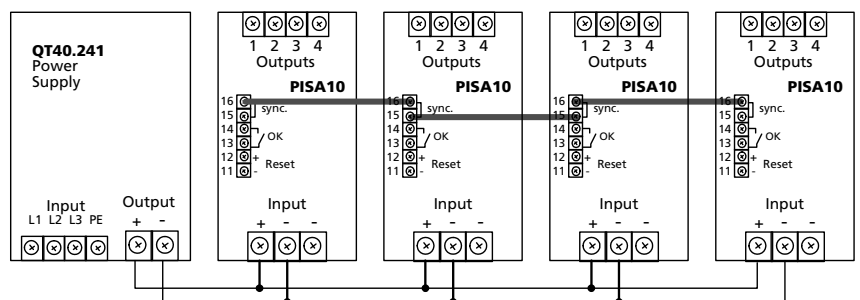 QT40.241
Power
Supply
Input
L1 L2 L3 PE
Output
+ -
1 2 3 4
Outputs
PISA10
16
15
sync.
14
13
OK
12 +
11 -
Reset
Input
+ - -
1 2 3 4
Outputs
PISA10
16
15
sync.
14
13
OK
12 +
11 -
Reset
Input
+ - -
1 2 3 4
Outputs
PISA10
16
15
sync.
14
13
OK
12 +
11 -
Reset
Input
+ - -
1 2 3 4
Outputs
PISA10
16
15
sync.
14
13
OK
12 +
11 -
Reset
Input
+ - -